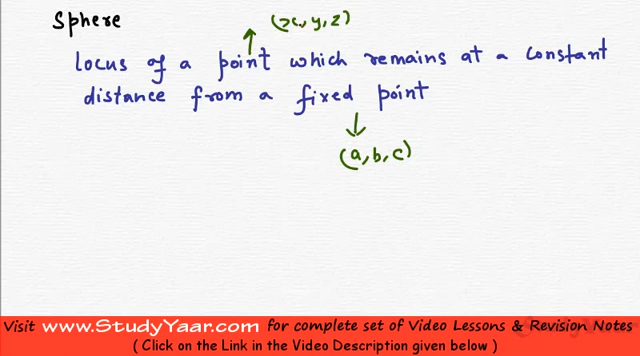 Sphere
(x, y, z)
Locus of a point which remains at a constant
distance from a fixed point
(a, b, c)
Visit www.StudyYaar.com for complete set of Video Lessons & Revision Notes
( Click on the Link in the Video Description given below )